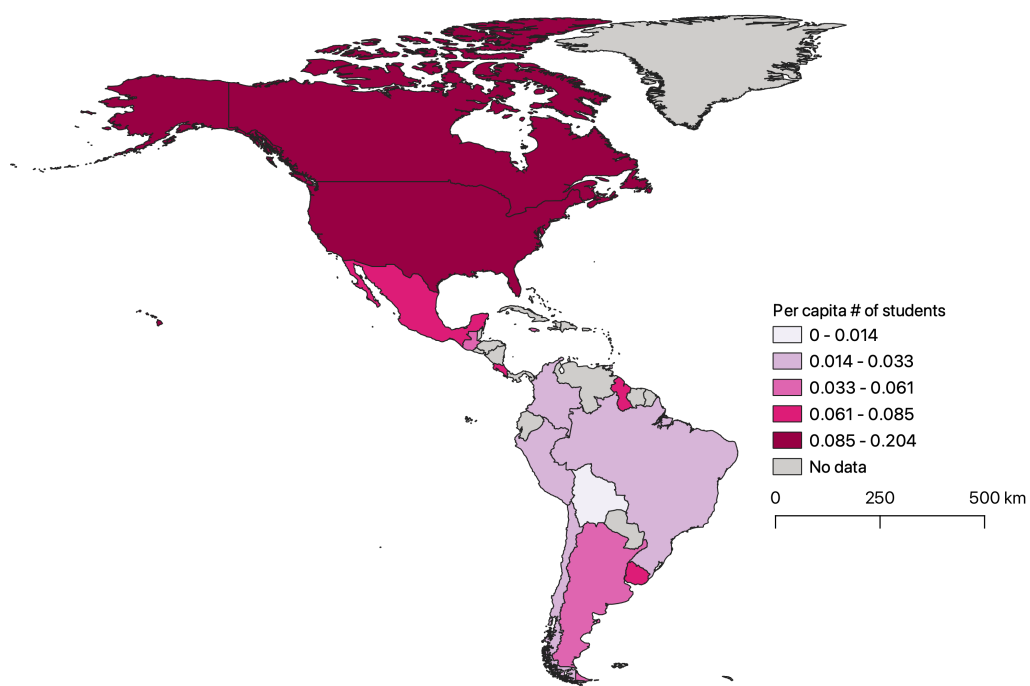 Per capita # of students
0 - 0.014
0.014 - 0.033
0.033 - 0.061
0.061 - 0.085
0.085 - 0.204
No data
0 250 500 km